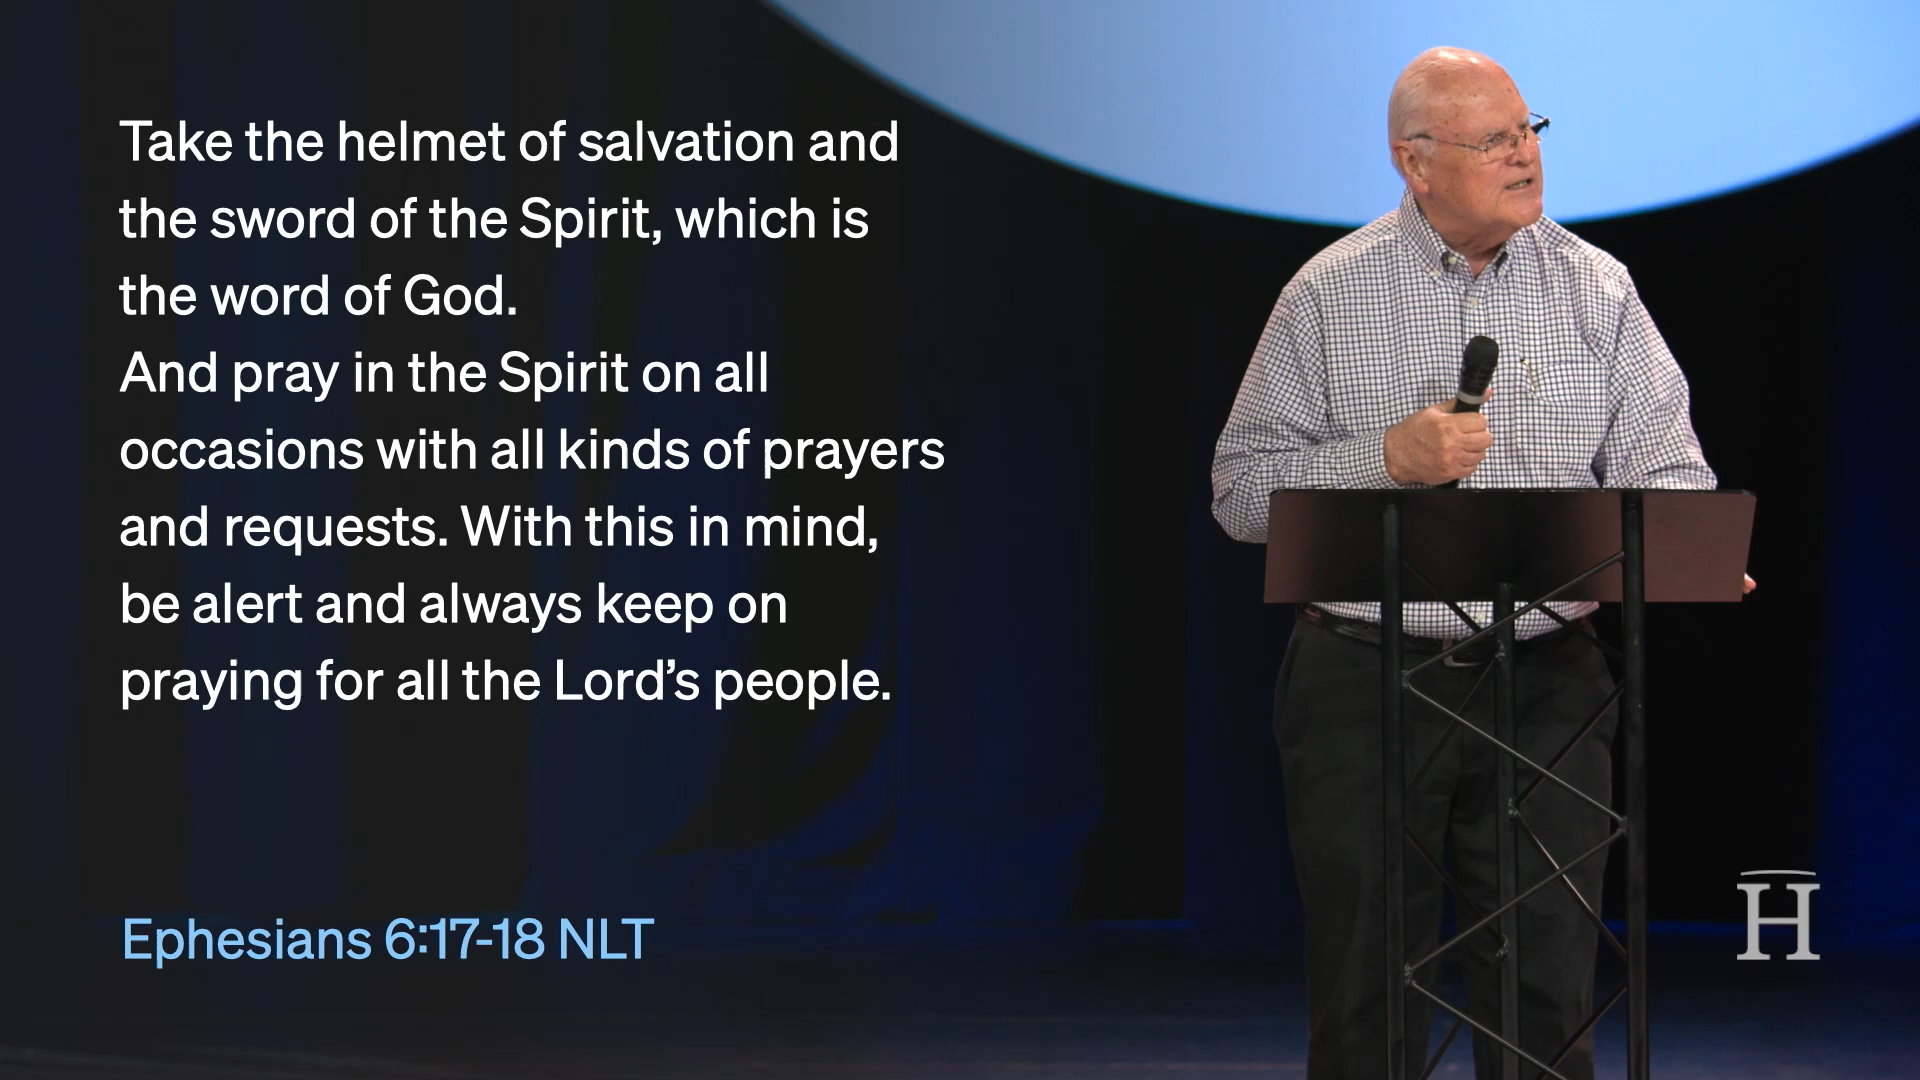 Take the helmet of salvation and
the sword of the Spirit, which is
the word of God.
And pray in the Spirit on all
occasions with all kinds of prayers
and requests. With this in mind,
be alert and always keep on
praying for all the Lord’s people.
Ephesians 6:17-18 NLT
H